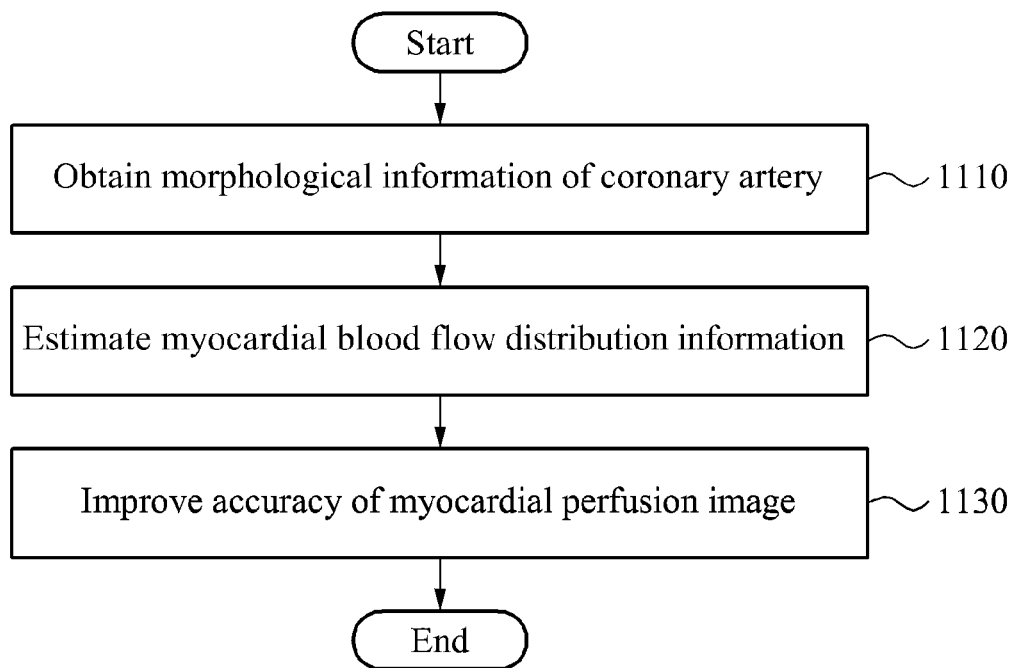 Start
Obtain morphological information of coronary artery
1110
Estimate myocardial blood flow distribution information
1120
Improve accuracy of myocardial perfusion image
1130
End